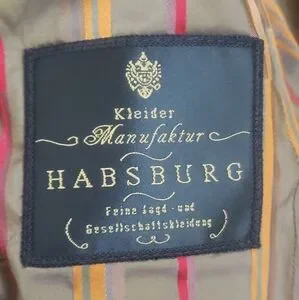 Kleider
Manufaktur
HABSBURG
Feine Jagd - und
Gesellschaftskleidung